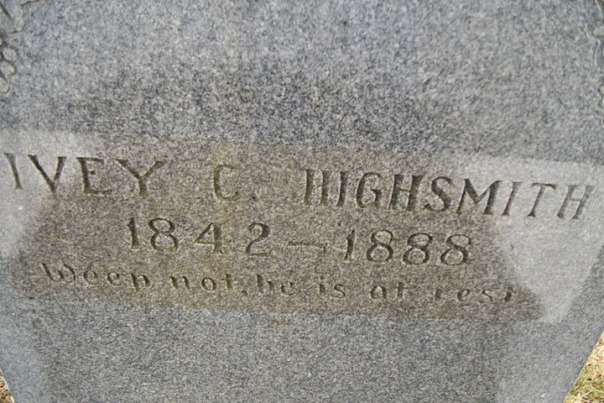 IVEY C. HIGHSMITH
1842 - 1888
Weep not, he is at rest